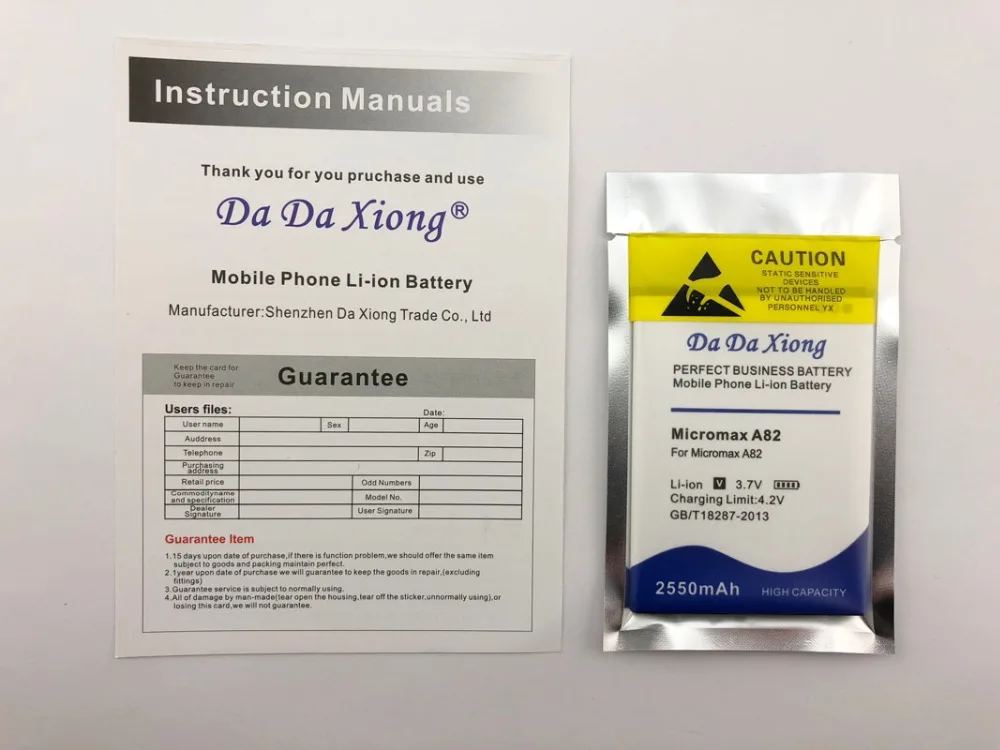 Instruction Manuals
Thank you for you pruchase and use
Da Da Xiong®
Mobile Phone Li-ion Battery
Manufacturer:Shenzhen Da Xiong Trade Co., Ltd
Keep the card for
Guarantee
to keep in repair
Guarantee
Users files:
Date:
User name
Sex
Age
Auddress
Telephone
Zip
Purchasing
address
Retail price
Odd Numbers
Commodityname
and specification
Model No.
Dealer
Signature
User Signature
Guarantee Item
1.15 days upon date of purchase,if there is function problem,we should offer the same item
subject to goods and packing maintain perfect.
2.1year upon date of purchase we will guarantee to keep the goods in repair,(excluding
fittings)
3.Guarantee service is subject to normally using.
4.All of damage by man-made(tear open the housing,tear off the sticker,unnormally using),or
losing this card,we will not guarantee.
CAUTION
STATIC SENSITIVE
DEVICES
NOT TO BE HANDLED
BY UNAUTHORISED
PERSONNEL YX
Da Da Xiong
PERFECT BUSINESS BATTERY
Mobile Phone Li-ion Battery
Micromax A82
For Micromax A82
Li-ion V 3.7V
Charging Limit:4.2V
GB/T18287-2013
2550mAh HIGH CAPACITY